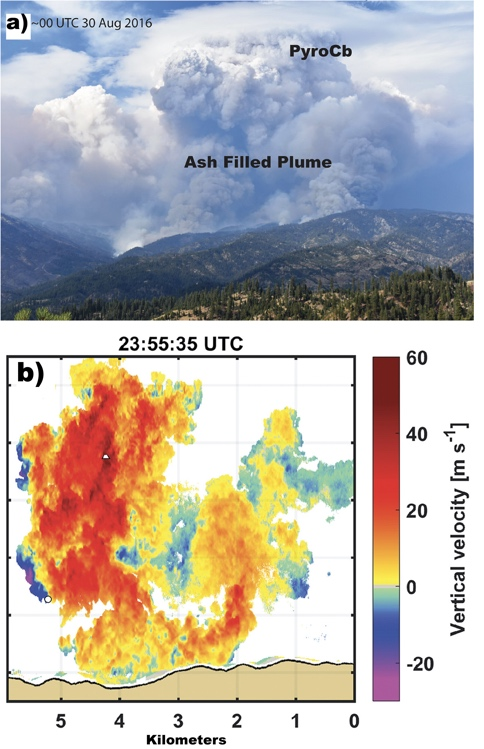 a) ~00 UTC 30 Aug 2016
PyroCb
Ash Filled Plume
23:55:35 UTC
b)
60
40
20
0
-20
Vertical velocity [m s-1]
5 4 3 2 1 0
Kilometers